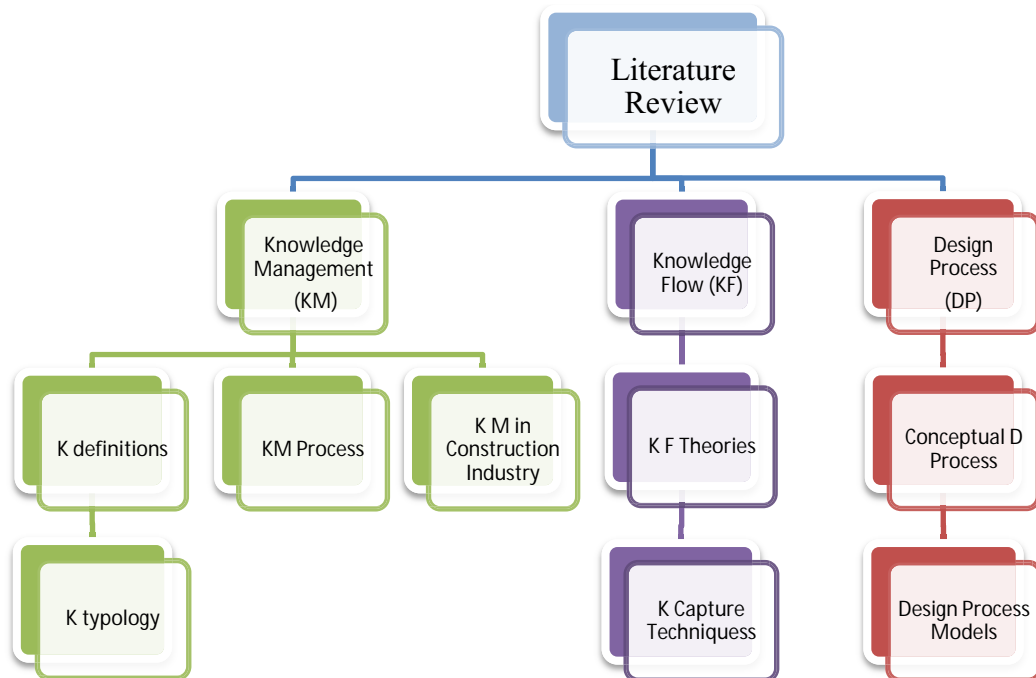 Literature
Review
Knowledge
Management
(KM)
Knowledge
Flow (KF)
Design
Process
(DP)
K definitions
KM Process
K M in
Construction
Industry
K F Theories
Conceptual D
Process
K typology
K Capture
Techniquess
Design Process
Models